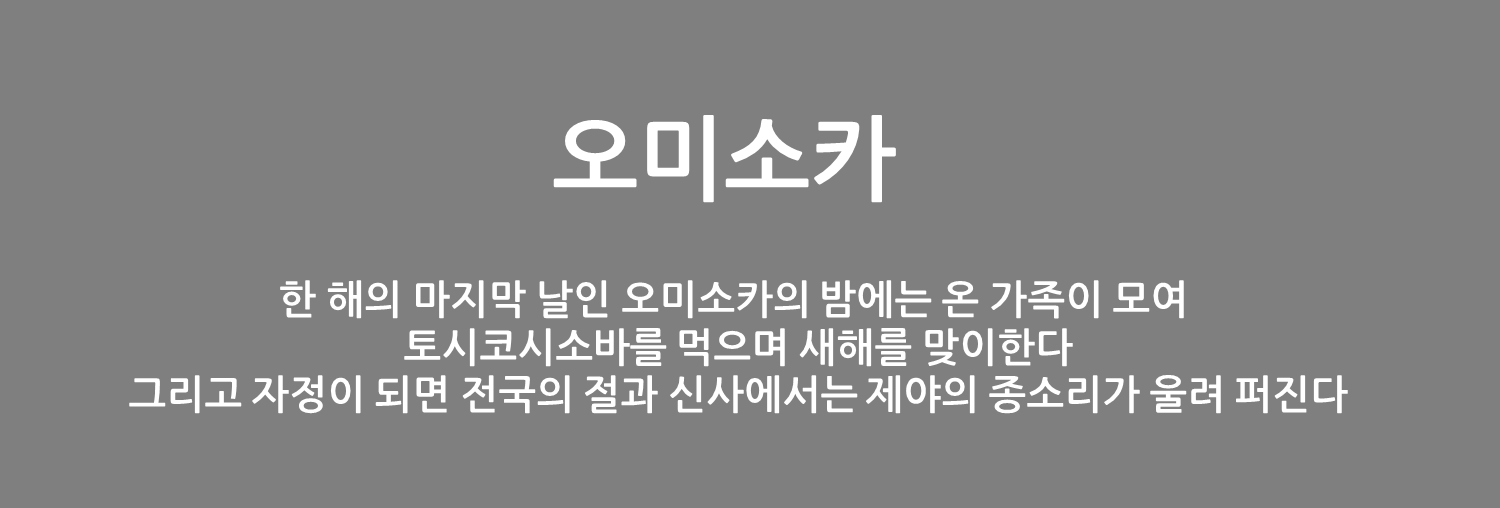 오미소카
한 해의 마지막 날인 오미소카의 밤에는 온 가족이 모여
토시코시소바를 먹으며 새해를 맞이한다
그리고 자정이 되면 전국의 절과 신사에서는 제야의 종소리가 울려 퍼진다